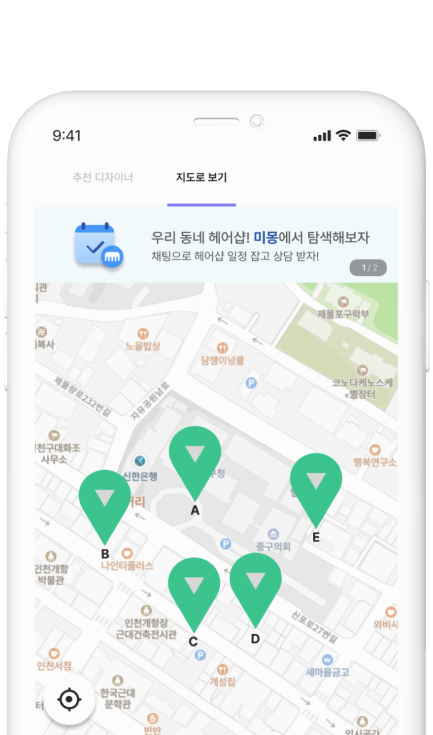 9:41
추천 디자이너
지도로 보기
우리 동네 헤어샵! 미몽에서 탐색해보자
채팅으로 헤어샵 일정 잡고 상담 받자!
1/2
제물포구락부
노을밥상
담쟁이넝쿨
코노다케노스케
별장터
제물량로232번길
자유공원남로
사무소
신한은행
구청
행복연구소
A
E
B
중구의회
나인티플러스
인천개항
박물관
인천개항장
근대건축전시관
C
D
신포로27번길
와비사
인천서점
개성집
새마을금고
한국근대
문학관
반반